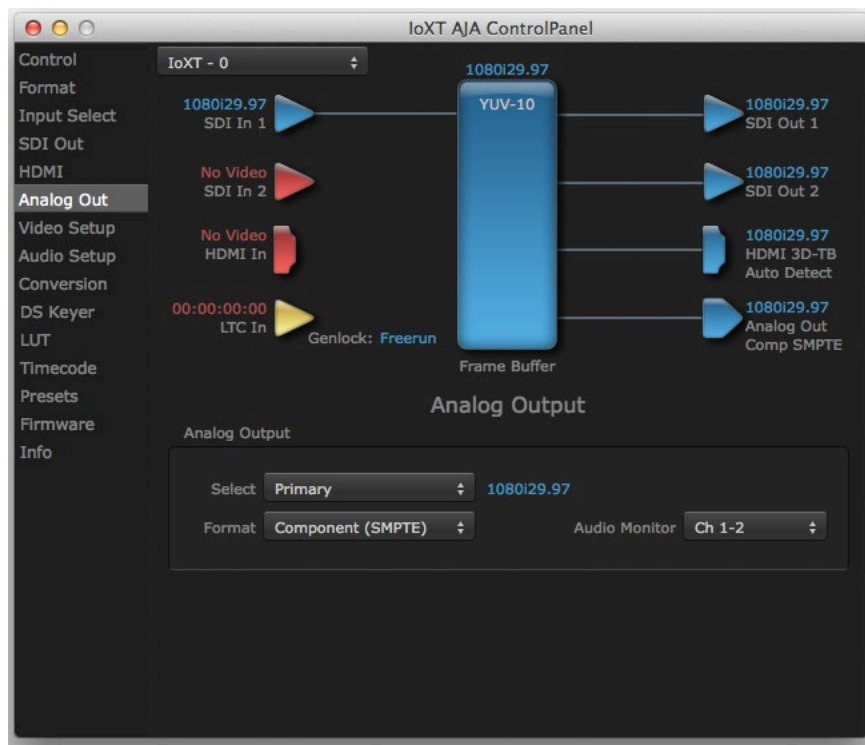 IoXT AJA ControlPanel
Control
Format
Input Select
SDI Out
HDMI
Analog Out
Video Setup
Audio Setup
Conversion
DS Keyer
LUT
Timecode
Presets
Firmware
Info
IoXT - 0
1080i29.97
YUV-10
1080i29.97
SDI In 1
No Video
SDI In 2
No Video
HDMI In
00:00:00:00
LTC In
Genlock: Freerun
Frame Buffer
1080i29.97
SDI Out 1
1080i29.97
SDI Out 2
1080i29.97
HDMI 3D-TB
Auto Detect
1080i29.97
Analog Out
Comp SMPTE
Analog Output
Analog Output
Select Primary 1080i29.97
Format Component (SMPTE) Audio Monitor Ch 1-2